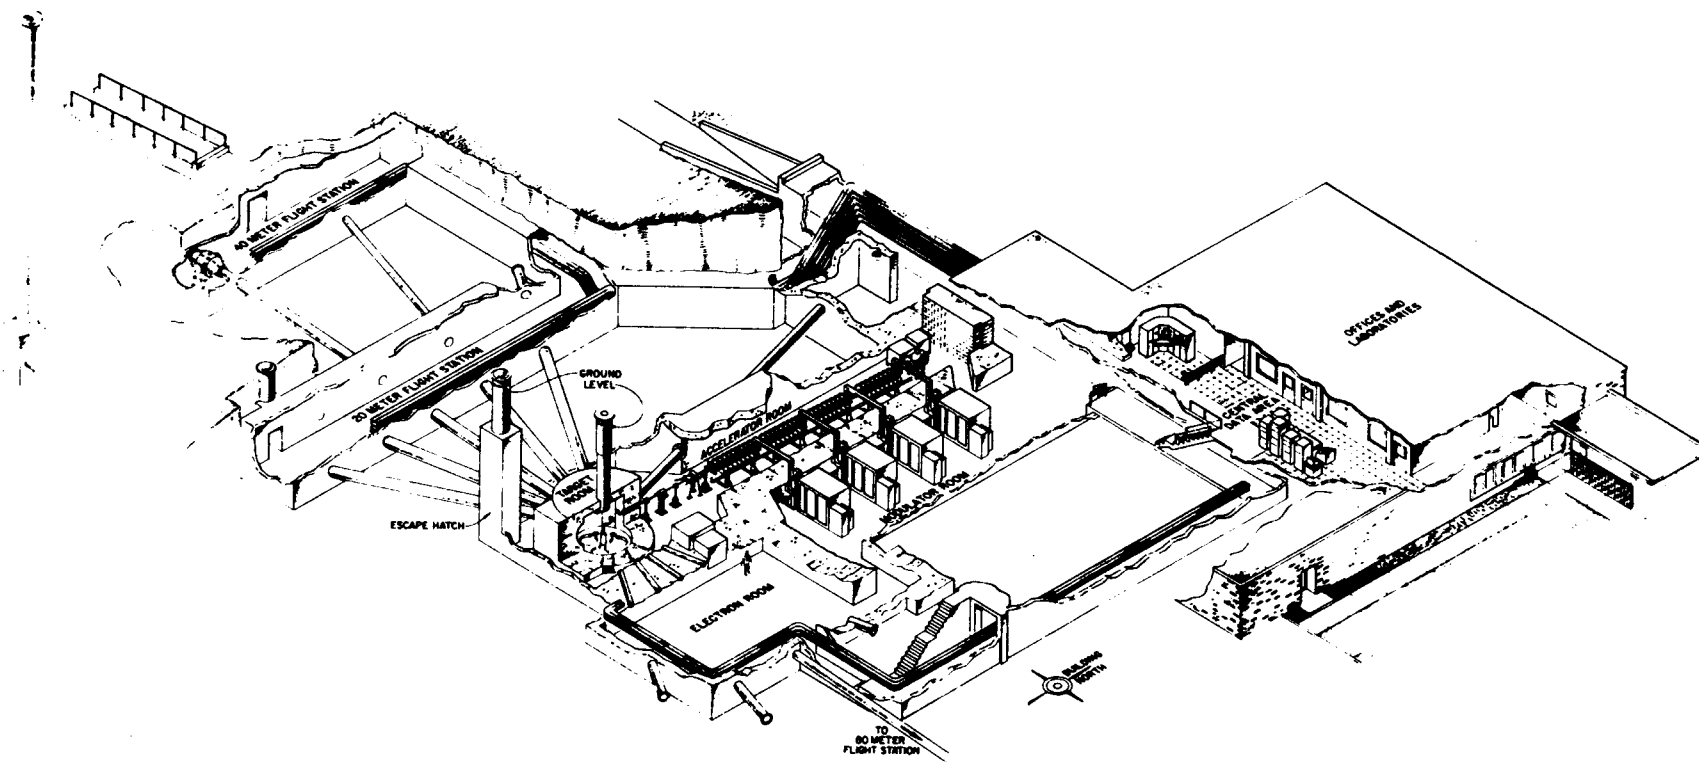 40 METER FLIGHT STATION
OFFICES AND
LABORATORIES
20 METER FLIGHT STATION
GROUND
LEVEL
CENTRAL
DATA AREA
ACCELERATOR ROOM
TARGET
ROOM
MODULATOR ROOM
ESCAPE HATCH
ELECTRON ROOM
BUILDING
NORTH
TO
80 METER
FLIGHT STATION